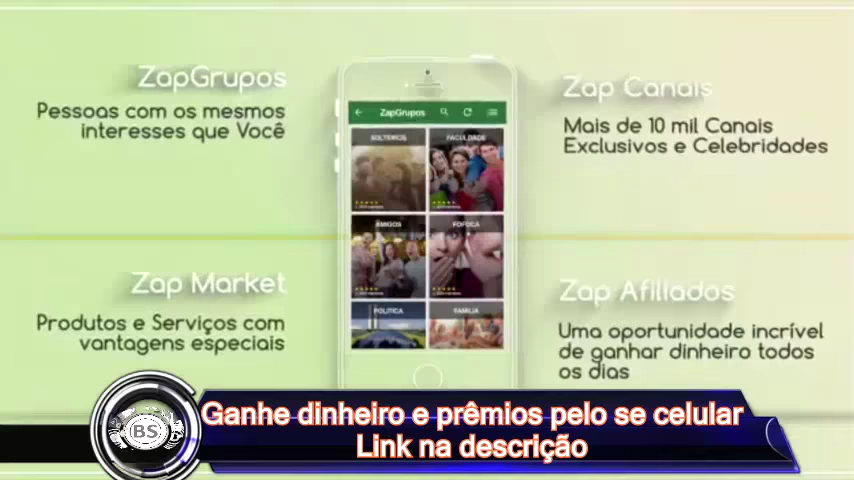 ZapGrupos
Pessoas com os mesmos
interesses que Você
Zap Canais
Mais de 10 mil Canais
Exclusivos e Celebridades
ZapGrupos
SOLTEIROS
FACULDADE
AMIGOS
FOFOCA
POLITICA
FAMILIA
Zap Market
Produtos e Serviços com
vantagens especiais
Zap Afiliados
Uma oportunidade incrível
de ganhar dinheiro todos
os dias
BS
Ganhe dinheiro e prêmios pelo se celular
Link na descrição